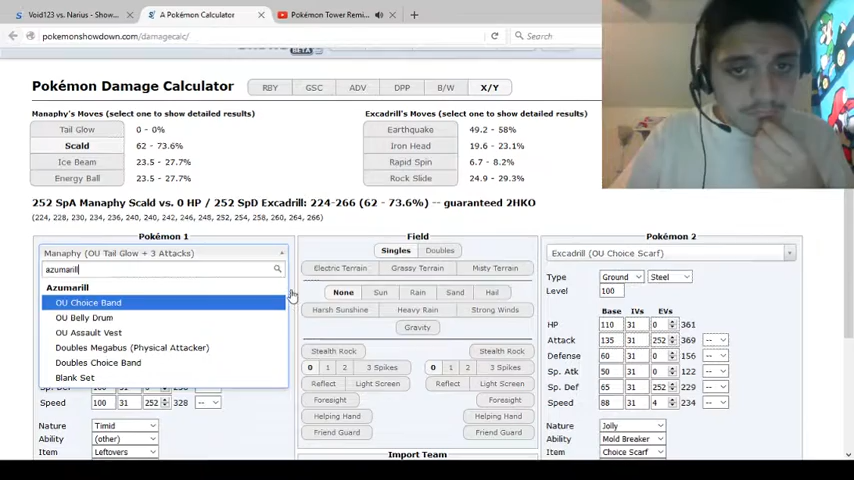 Void123 vs. Narius - Show...
A Pokémon Calculator
Pokémon Tower Remi...
pokemonshowdown.com/damagecalc/
Search
BETA
Pokémon Damage Calculator
RBY GSC ADV DPP B/W X/Y
Manaphy's Moves (select one to show detailed results)
Tail Glow 0 - 0%
Scald 62 - 73.6%
Ice Beam 23.5 - 27.7%
Energy Ball 23.5 - 27.7%
Excadrill's Moves (select one to show detailed results)
Earthquake 49.2 - 58%
Iron Head 19.6 - 23.1%
Rapid Spin 6.7 - 8.2%
Rock Slide 24.9 - 29.3%
252 SpA Manaphy Scald vs. 0 HP / 252 SpD Excadrill: 224-266 (62 - 73.6%) -- guaranteed 2HKO
(224, 228, 230, 234, 236, 240, 240, 242, 246, 248, 252, 254, 258, 260, 264, 266)
Pokémon 1
Manaphy (OU Tail Glow + 3 Attacks)
azumarill
Azumarill
OU Choice Band
OU Belly Drum
OU Assault Vest
Doubles Megabus (Physical Attacker)
Doubles Choice Band
Blank Set
Speed 100 31 252 328 --
Nature Timid
Ability (other)
Item Leftovers
Field
Singles Doubles
Electric Terrain Grassy Terrain Misty Terrain
None Sun Rain Sand Hail
Harsh Sunshine Heavy Rain Strong Winds
Gravity
Stealth Rock Stealth Rock
0 1 2 3 Spikes 0 1 2 3 Spikes
Reflect Light Screen Reflect Light Screen
Foresight Foresight
Helping Hand Helping Hand
Friend Guard Friend Guard
Import Team
Pokémon 2
Excadrill (OU Choice Scarf)
Type Ground Steel
Level 100
Base IVs EVs
HP 110 31 0 361
Attack 135 31 252 369 --
Defense 60 31 0 156 --
Sp. Atk 50 31 0 122 --
Sp. Def 65 31 252 229 --
Speed 88 31 4 234 --
Nature Jolly
Ability Mold Breaker
Item Choice Scarf